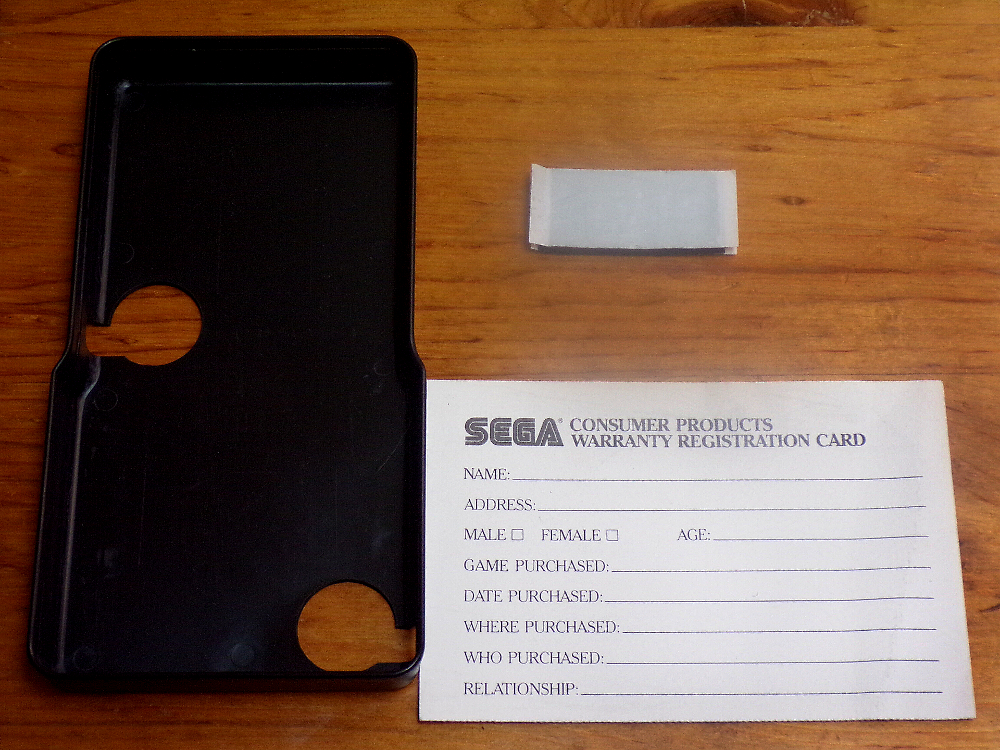 SEGA® CONSUMER PRODUCTS
WARRANTY REGISTRATION CARD
NAME:
ADDRESS:
MALE □ FEMALE □ AGE:
GAME PURCHASED:
DATE PURCHASED:
WHERE PURCHASED:
WHO PURCHASED:
RELATIONSHIP: